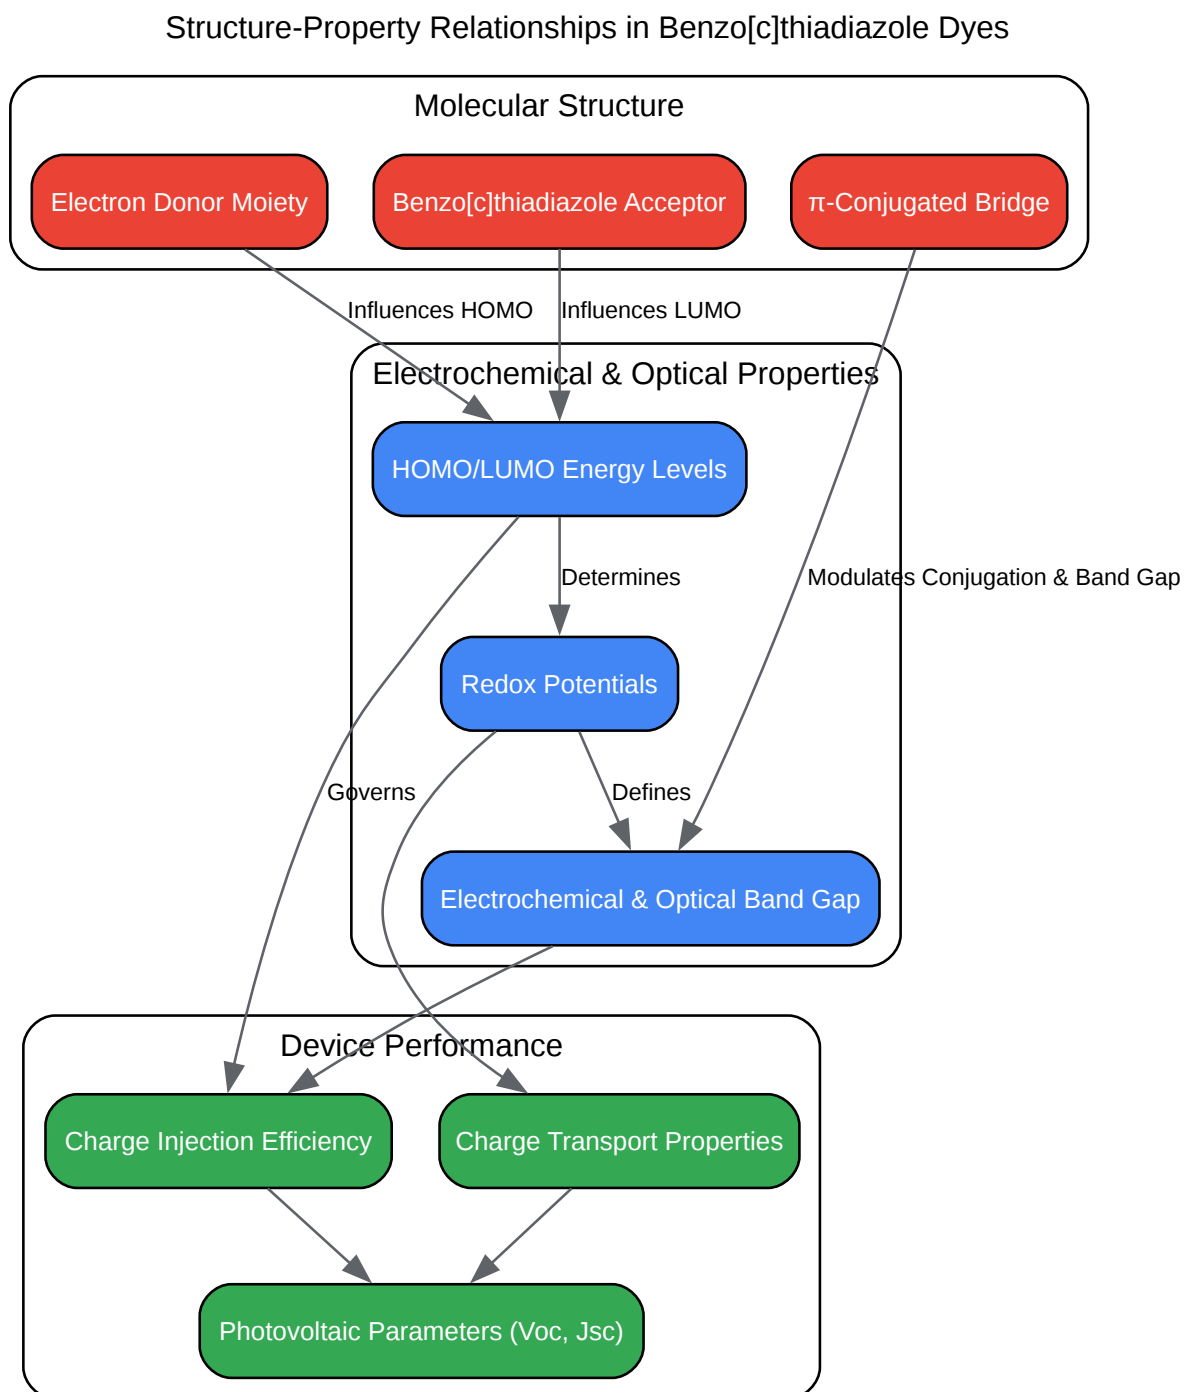 Structure-Property Relationships in Benzo[c]thiadiazole Dyes
Molecular Structure
Electron Donor Moiety
Benzo[c]thiadiazole Acceptor
π-Conjugated Bridge
Influences HOMO
Influences LUMO
Electrochemical & Optical Properties
HOMO/LUMO Energy Levels
Determines
Modulates Conjugation & Band Gap
Redox Potentials
Governs
Defines
Electrochemical & Optical Band Gap
Device Performance
Charge Injection Efficiency
Charge Transport Properties
Photovoltaic Parameters (Voc, Jsc)